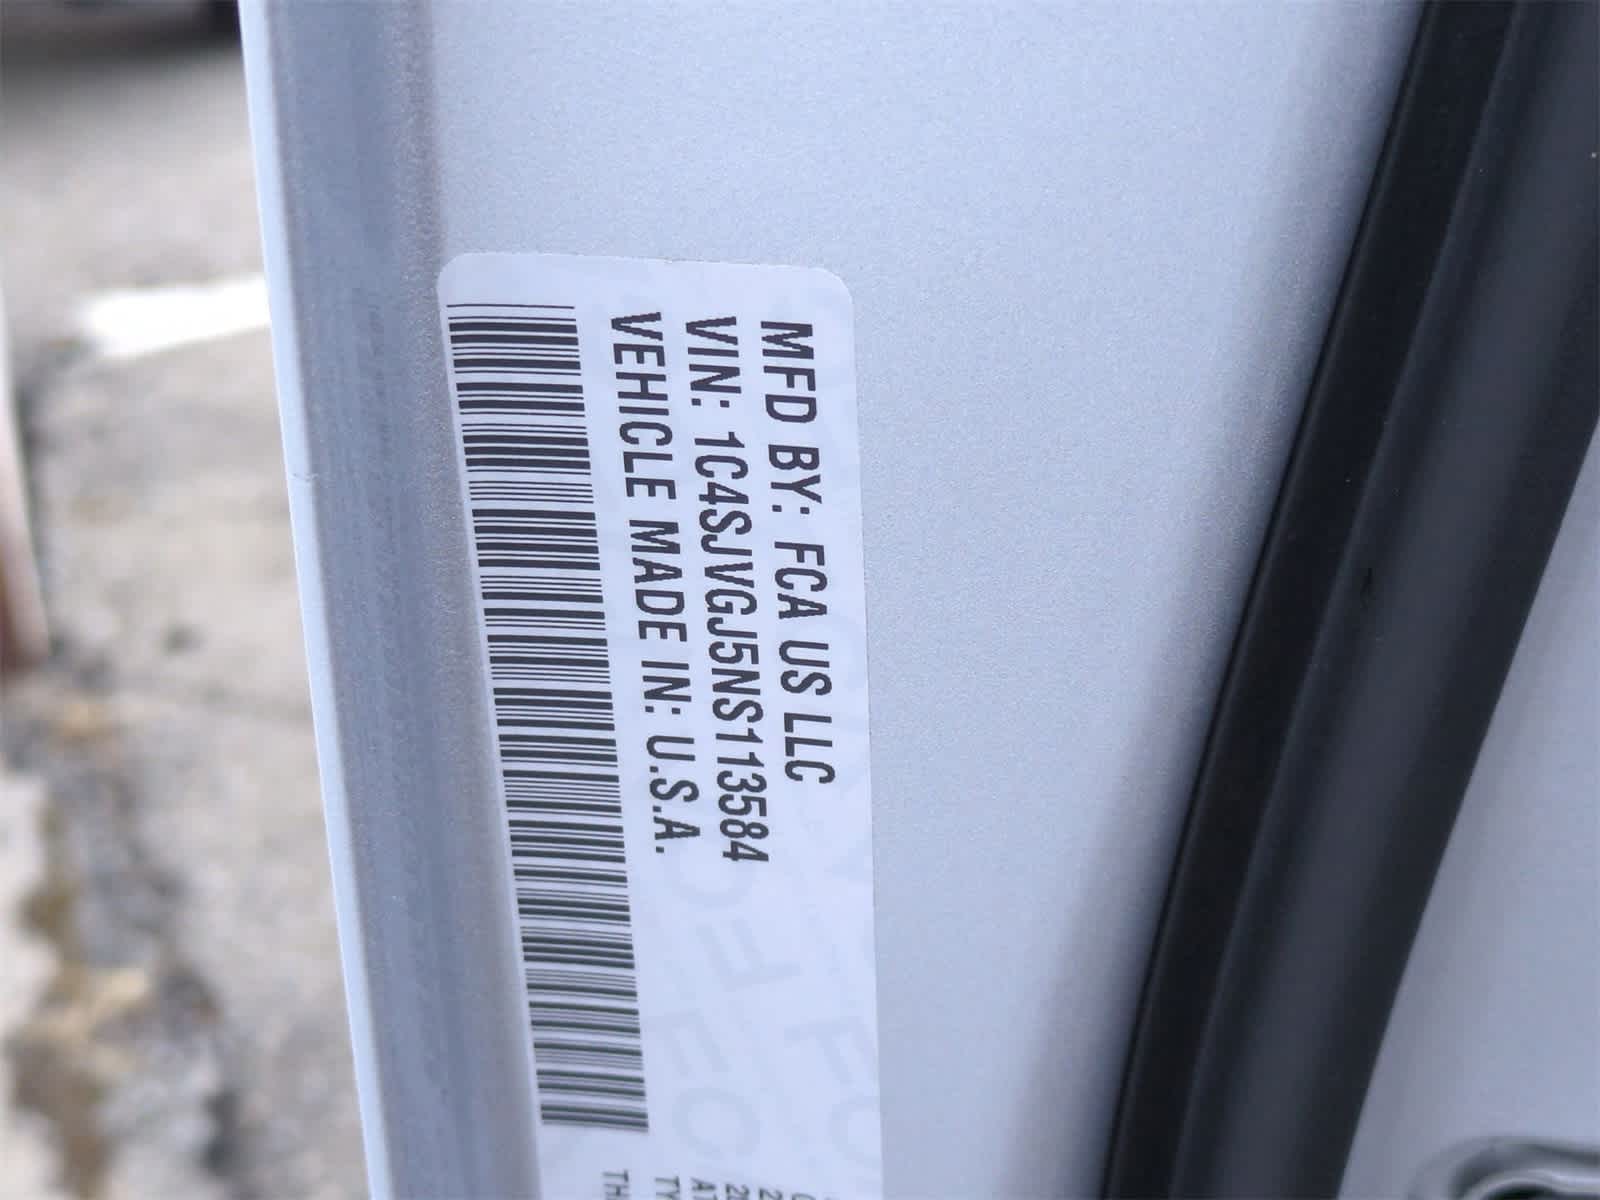 MFD BY: FCA US LLC
VIN: 1C4SJVGJ5NS113584
VEHICLE MADE IN: U.S.A.